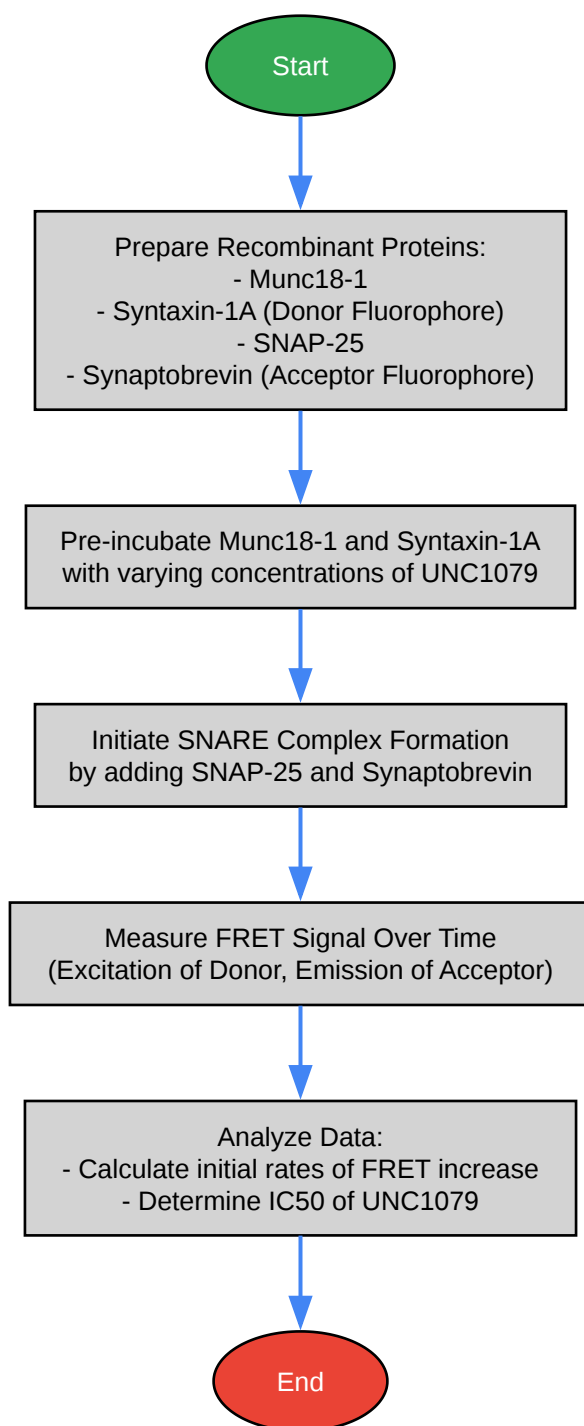 Start
Prepare Recombinant Proteins:
- Munc18-1
- Syntaxin-1A (Donor Fluorophore)
- SNAP-25
- Synaptobrevin (Acceptor Fluorophore)
Pre-incubate Munc18-1 and Syntaxin-1A
with varying concentrations of UNC1079
Initiate SNARE Complex Formation
by adding SNAP-25 and Synaptobrevin
Measure FRET Signal Over Time
(Excitation of Donor, Emission of Acceptor)
Analyze Data:
- Calculate initial rates of FRET increase
- Determine IC50 of UNC1079
End